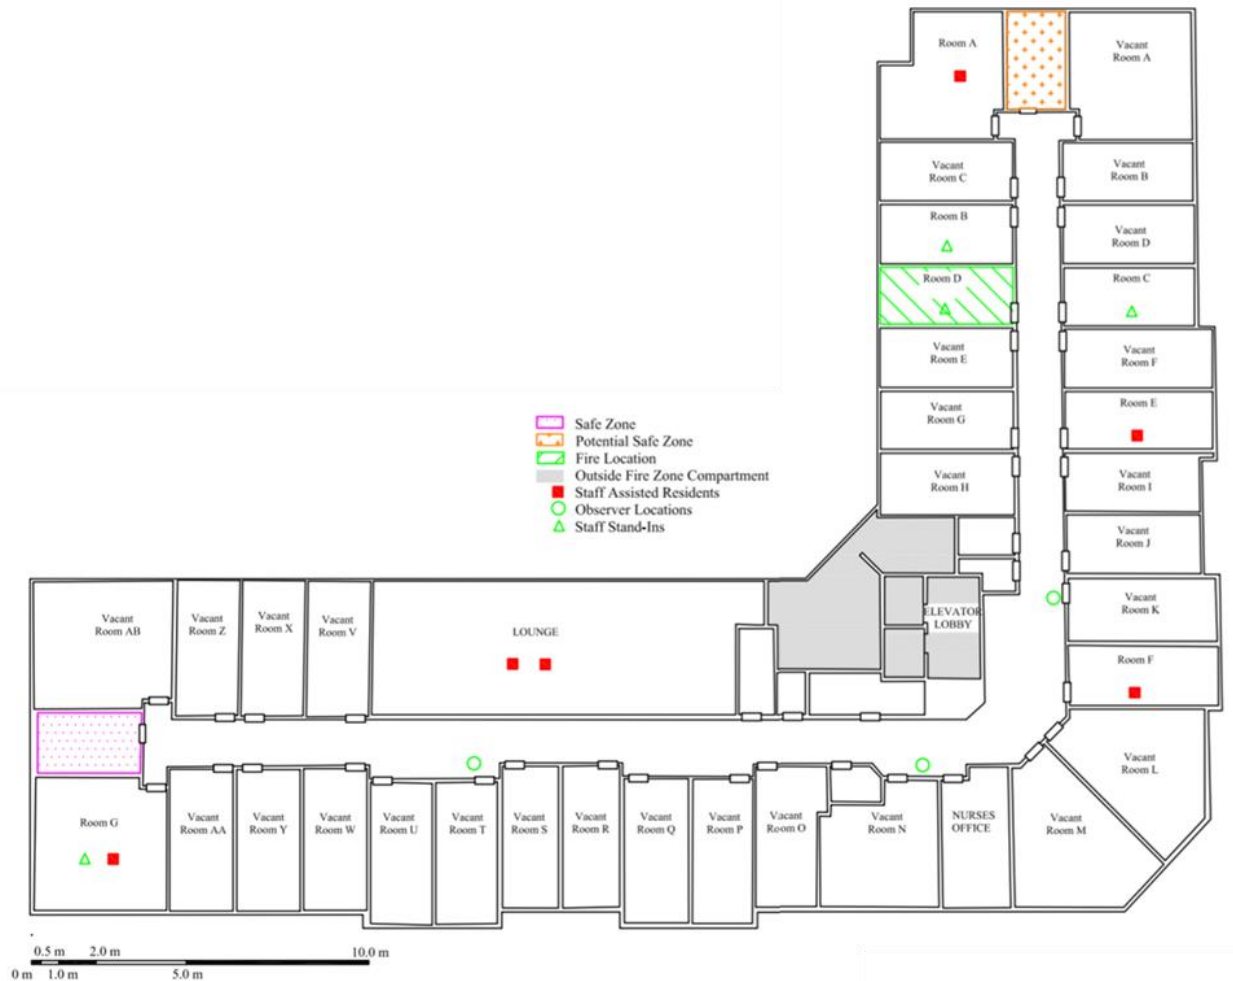 Room A
Vacant
Room A
Vacant
Room C
Vacant
Room B
Room B
Vacant
Room D
Room D
Room C
Vacant
Room E
Vacant
Room F
Vacant
Room G
Room E
Vacant
Room H
Vacant
Room I
Vacant
Room J
Safe Zone
Potential Safe Zone
Fire Location
Outside Fire Zone Compartment
Staff Assisted Residents
Observer Locations
Staff Stand-Ins
Vacant
Room AB
Vacant
Room Z
Vacant
Room X
Vacant
Room V
LOUNGE
ELEVATOR
LOBBY
Vacant
Room K
Room F
Vacant
Room L
Room G
Vacant
Room AA
Vacant
Room Y
Vacant
Room W
Vacant
Room U
Vacant
Room T
Vacant
Room S
Vacant
Room R
Vacant
Room Q
Vacant
Room P
Vacant
Room O
Vacant
Room N
NURSES
OFFICE
Vacant
Room M
0.5 m 2.0 m 10.0 m
0 m 1.0 m 5.0 m